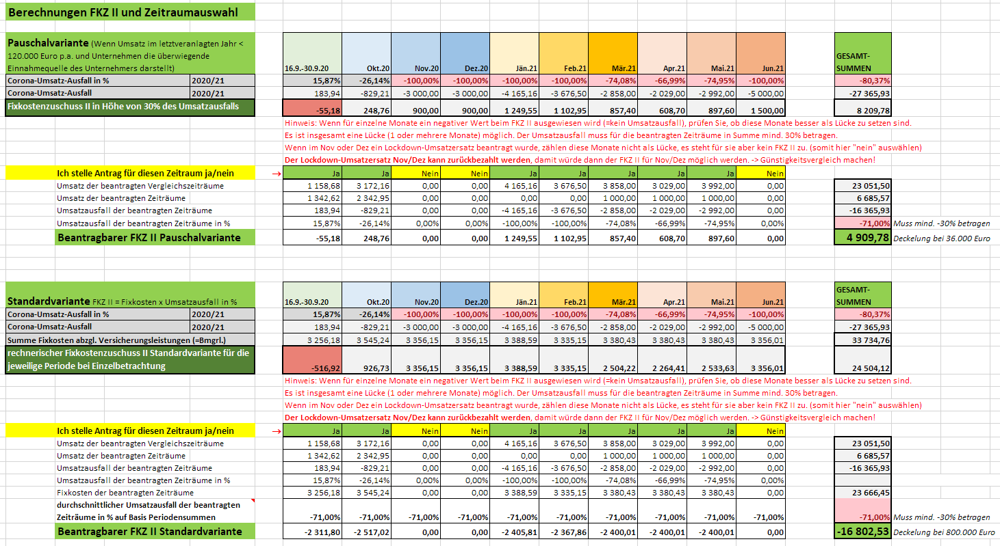 Berechnungen FKZ II und Zeitraumauswahl
Pauschalvariante (Wenn Umsatz im letztveranlagten Jahr <
120.000 Euro p.a. und Unternehmen die überwiegende
Einnahmequelle des Unternehmers darstellt)
16.9.-30.9.20 Okt.20 Nov.20 Dez.20 Jän.21 Feb.21 Mär.21 Apr.21 Mai.21 Jun.21
GESAMT-
SUMMEN
Corona-Umsatz-Ausfall in % 2020/21 15,87% -26,14% -100,00% -100,00% -100,00% -100,00% -74,08% -66,99% -74,95% -100,00% -80,37%
Corona-Umsatz-Ausfall 2020/21 183,94 -829,21 -3 000,00 -3 000,00 -4 165,16 -3 676,50 -2 858,00 -2 029,00 -2 992,00 -5 000,00 -27 365,93
Fixkostenzuschuss II in Höhe von 30% des Umsatzausfalls -55,18 248,76 900,00 900,00 1 249,55 1 102,95 857,40 608,70 897,60 1 500,00 8 209,78
Hinweis: Wenn für einzelne Monate ein negativer Wert beim FKZ II ausgewiesen wird (=kein Umsatzausfall), prüfen Sie, ob diese Monate besser als Lücke zu setzen sind.
Es ist insgesamt eine Lücke (1 oder mehrere Monate) möglich. Der Umsatzausfall muss für die beantragten Zeiträume in Summe mind. 30% betragen.
Wenn im Nov oder Dez ein Lockdown-Umsatzersatz beantragt wurde, zählen diese Monate nicht als Lücke, es steht für sie aber kein FKZ II zu. (somit hier "nein" auswählen)
Der Lockdown-Umsatzersatz Nov/Dez kann zurückbezahlt werden, damit würde dann der FKZ II für Nov/Dez möglich werden. -> Günstigkeitsvergleich machen!
Ich stelle Antrag für diesen Zeitraum ja/nein → Ja Ja Nein Nein Ja Ja Ja Ja Ja Nein
Umsatz der beantragten Vergleichszeiträume 1 158,68 3 172,16 0,00 0,00 4 165,16 3 676,50 3 858,00 3 029,00 3 992,00 0,00 23 051,50
Umsatz der beantragten Zeiträume 1 342,62 2 342,95 0,00 0,00 0,00 0,00 1 000,00 1 000,00 1 000,00 0,00 6 685,57
Umsatzausfall der beantragten Zeiträume 183,94 -829,21 0,00 0,00 -4 165,16 -3 676,50 -2 858,00 -2 029,00 -2 992,00 0,00 -16 365,93
Umsatzausfall der beantragten Zeiträume in % 15,87% -26,14% 0,00% 0,00% -100,00% -100,00% -74,08% -66,99% -74,95% 0,00% -71,00% Muss mind. -30% betragen
Beantragbarer FKZ II Pauschalvariante -55,18 248,76 0,00 0,00 1 249,55 1 102,95 857,40 608,70 897,60 0,00 4 909,78 Deckelung bei 36.000 Euro
Standardvariante FKZ II = Fixkosten x Umsatzausfall in % 16.9.-30.9.20 Okt.20 Nov.20 Dez.20 Jän.21 Feb.21 Mär.21 Apr.21 Mai.21 Jun.21
GESAMT-
SUMMEN
Corona-Umsatz-Ausfall in % 2020/21 15,87% -26,14% -100,00% -100,00% -100,00% -100,00% -74,08% -66,99% -74,95% -100,00% -80,37%
Corona-Umsatz-Ausfall 2020/21 183,94 -829,21 -3 000,00 -3 000,00 -4 165,16 -3 676,50 -2 858,00 -2 029,00 -2 992,00 -5 000,00 -27 365,93
Summe Fixkosten abzgl. Versicherungsleistungen (=Bmgrl.) 3 256,18 3 545,24 3 356,15 3 356,15 3 388,59 3 335,15 3 380,43 3 380,43 3 380,43 3 356,01 33 734,76
rechnerischer Fixkostenzuschuss II Standardvariante für die
jeweilige Periode bei Einzelbetrachtung -516,92 926,73 3 356,15 3 356,15 3 388,59 3 335,15 2 504,22 2 264,41 2 533,63 3 356,01 24 504,12
Hinweis: Wenn für einzelne Monate ein negativer Wert beim FKZ II ausgewiesen wird (=kein Umsatzausfall), prüfen Sie, ob diese Monate besser als Lücke zu setzen sind.
Es ist insgesamt eine Lücke (1 oder mehrere Monate) möglich. Der Umsatzausfall muss für die beantragten Zeiträume in Summe mind. 30% betragen.
Wenn im Nov oder Dez ein Lockdown-Umsatzersatz beantragt wurde, zählen diese Monate nicht als Lücke, es steht für sie aber kein FKZ II zu. (somit hier "nein" auswählen)
Der Lockdown-Umsatzersatz Nov/Dez kann zurückbezahlt werden, damit würde dann der FKZ II für Nov/Dez möglich werden. -> Günstigkeitsvergleich machen!
Ich stelle Antrag für diesen Zeitraum ja/nein → Ja Ja Nein Nein Ja Ja Ja Ja Ja Nein
Umsatz der beantragten Vergleichszeiträume 1 158,68 3 172,16 0,00 0,00 4 165,16 3 676,50 3 858,00 3 029,00 3 992,00 0,00 23 051,50
Umsatz der beantragten Zeiträume 1 342,62 2 342,95 0,00 0,00 0,00 0,00 1 000,00 1 000,00 1 000,00 0,00 6 685,57
Umsatzausfall der beantragten Zeiträume 183,94 -829,21 0,00 0,00 -4 165,16 -3 676,50 -2 858,00 -2 029,00 -2 992,00 0,00 -16 365,93
Umsatzausfall der beantragten Zeiträume in % 15,87% -26,14% 0,00% 0,00% -100,00% -100,00% -74,08% -66,99% -74,95% 0,00%
Fixkosten der beantragten Zeiträume 3 256,18 3 545,24 0,00 0,00 3 388,59 3 335,15 3 380,43 3 380,43 3 380,43 0,00 23 666,45
durchschnittlicher Umsatzausfall der beantragten
Zeiträume in % auf Basis Periodensummen -71,00% -71,00% -71,00% -71,00% -71,00% -71,00% -71,00% -71,00% -71,00% -71,00% -71,00% Muss mind. -30% betragen
Beantragbarer FKZ II Standardvariante -2 311,80 -2 517,02 0,00 0,00 -2 405,81 -2 367,86 -2 400,01 -2 400,01 -2 400,01 0,00 -16 802,53 Deckelung bei 800.000 Euro